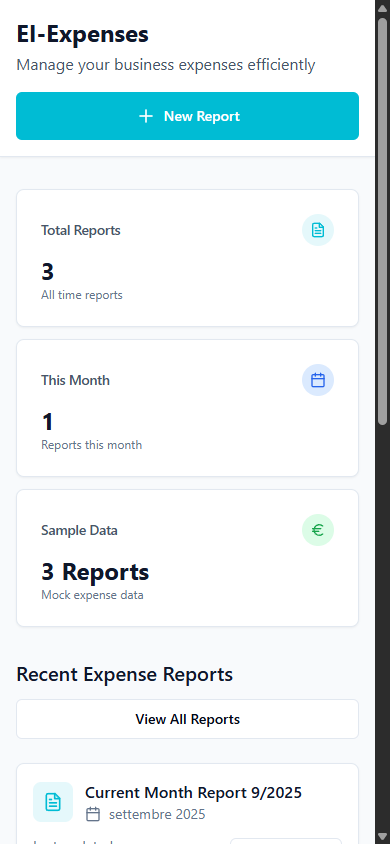 EI-Expenses
Manage your business expenses efficiently
New Report
Total Reports
3
All time reports
This Month
1
Reports this month
Sample Data
3 Reports
Mock expense data
Recent Expense Reports
View All Reports
Current Month Report 9/2025
settembre 2025